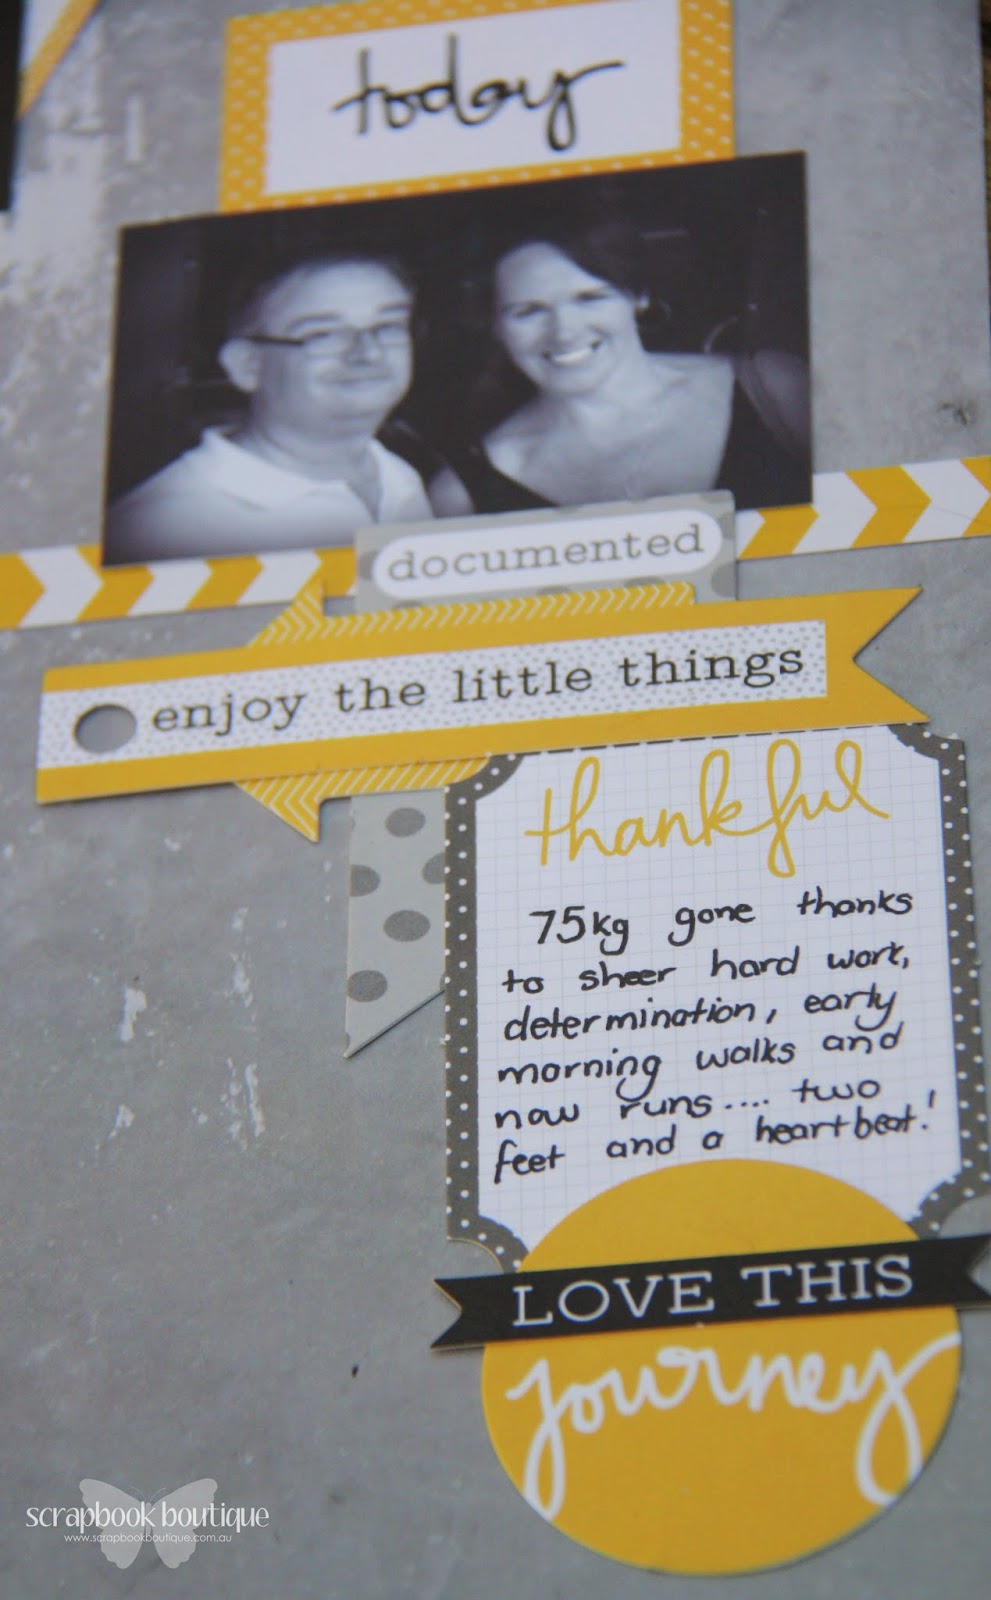 today
documented
enjoy the little things
thankful
75kg gone thanks
to sheer hard work,
determination, early
morning walks and
now runs.... two
feet and a heartbeat!
LOVE THIS
journey
scrapbook boutique
www.scrapbookboutique.com.au